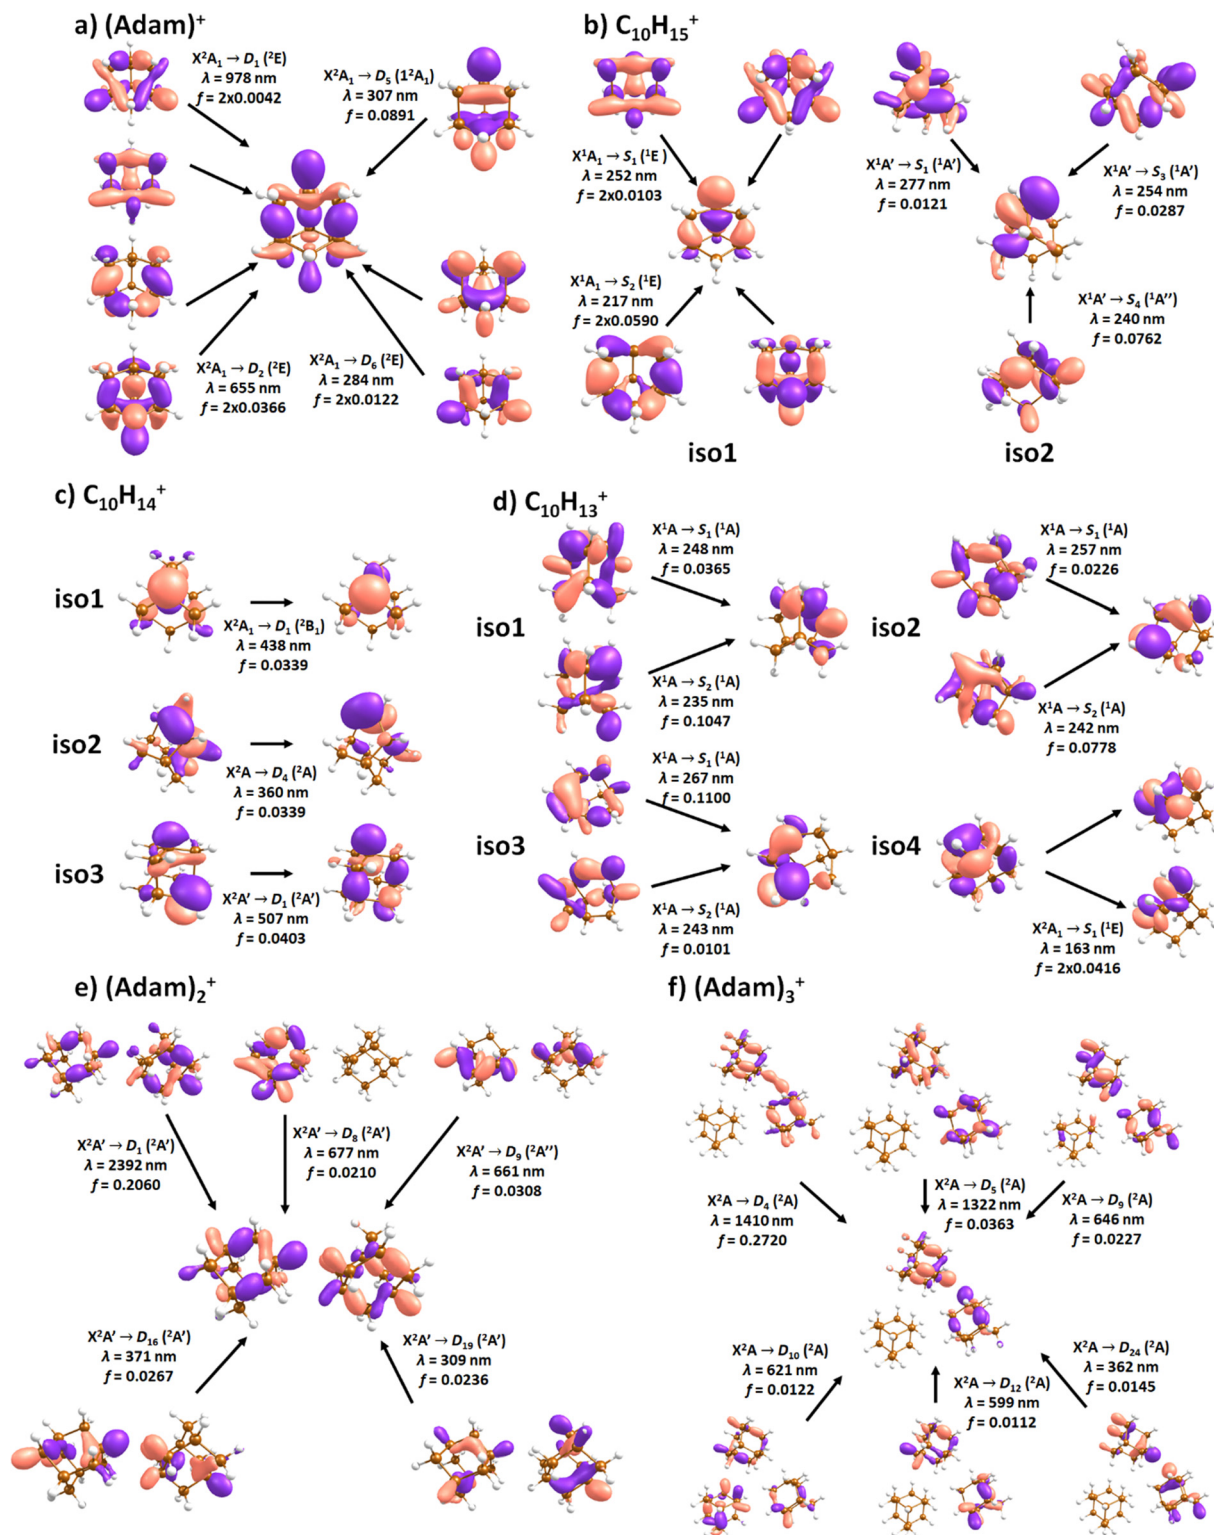 a) (Adam)⁺
X²A₁ → D₁ (²E)
λ = 978 nm
f = 2x0.0042
X²A₁ → D₅ (1²A₁)
λ = 307 nm
f = 0.0891
X²A₁ → D₂ (²E)
λ = 655 nm
f = 2x0.0366
X²A₁ → D₆ (²E)
λ = 284 nm
f = 2x0.0122
b) C₁₀H₁₅⁺
X¹A₁ → S₁ (¹E )
λ = 252 nm
f = 2x0.0103
X¹A₁ → S₂ (¹E)
λ = 217 nm
f = 2x0.0590
iso1
X¹A' → S₁ (¹A')
λ = 277 nm
f = 0.0121
X¹A' → S₃ (¹A')
λ = 254 nm
f = 0.0287
X¹A' → S₄ (¹A'')
λ = 240 nm
f = 0.0762
iso2
c) C₁₀H₁₄⁺
iso1
X²A₁ → D₁ (²B₁)
λ = 438 nm
f = 0.0339
iso2
X²A → D₄ (²A)
λ = 360 nm
f = 0.0339
iso3
X²A' → D₁ (²A')
λ = 507 nm
f = 0.0403
d) C₁₀H₁₃⁺
iso1
X¹A → S₁ (¹A)
λ = 248 nm
f = 0.0365
X¹A → S₂ (¹A)
λ = 235 nm
f = 0.1047
iso2
X¹A → S₁ (¹A)
λ = 257 nm
f = 0.0226
X¹A → S₂ (¹A)
λ = 242 nm
f = 0.0778
iso3
X¹A → S₁ (¹A)
λ = 267 nm
f = 0.1100
X¹A → S₂ (¹A)
λ = 243 nm
f = 0.0101
iso4
X²A₁ → S₁ (¹E)
λ = 163 nm
f = 2x0.0416
e) (Adam)₂⁺
X²A' → D₁ (²A')
λ = 2392 nm
f = 0.2060
X²A' → D₈ (²A')
λ = 677 nm
f = 0.0210
X²A' → D₉ (²A'')
λ = 661 nm
f = 0.0308
X²A' → D₁₆ (²A')
λ = 371 nm
f = 0.0267
X²A' → D₁₉ (²A')
λ = 309 nm
f = 0.0236
f) (Adam)₃⁺
X²A → D₄ (²A)
λ = 1410 nm
f = 0.2720
X²A → D₅ (²A)
λ = 1322 nm
f = 0.0363
X²A → D₉ (²A)
λ = 646 nm
f = 0.0227
X²A → D₁₀ (²A)
λ = 621 nm
f = 0.0122
X²A → D₁₂ (²A)
λ = 599 nm
f = 0.0112
X²A → D₂₄ (²A)
λ = 362 nm
f = 0.0145